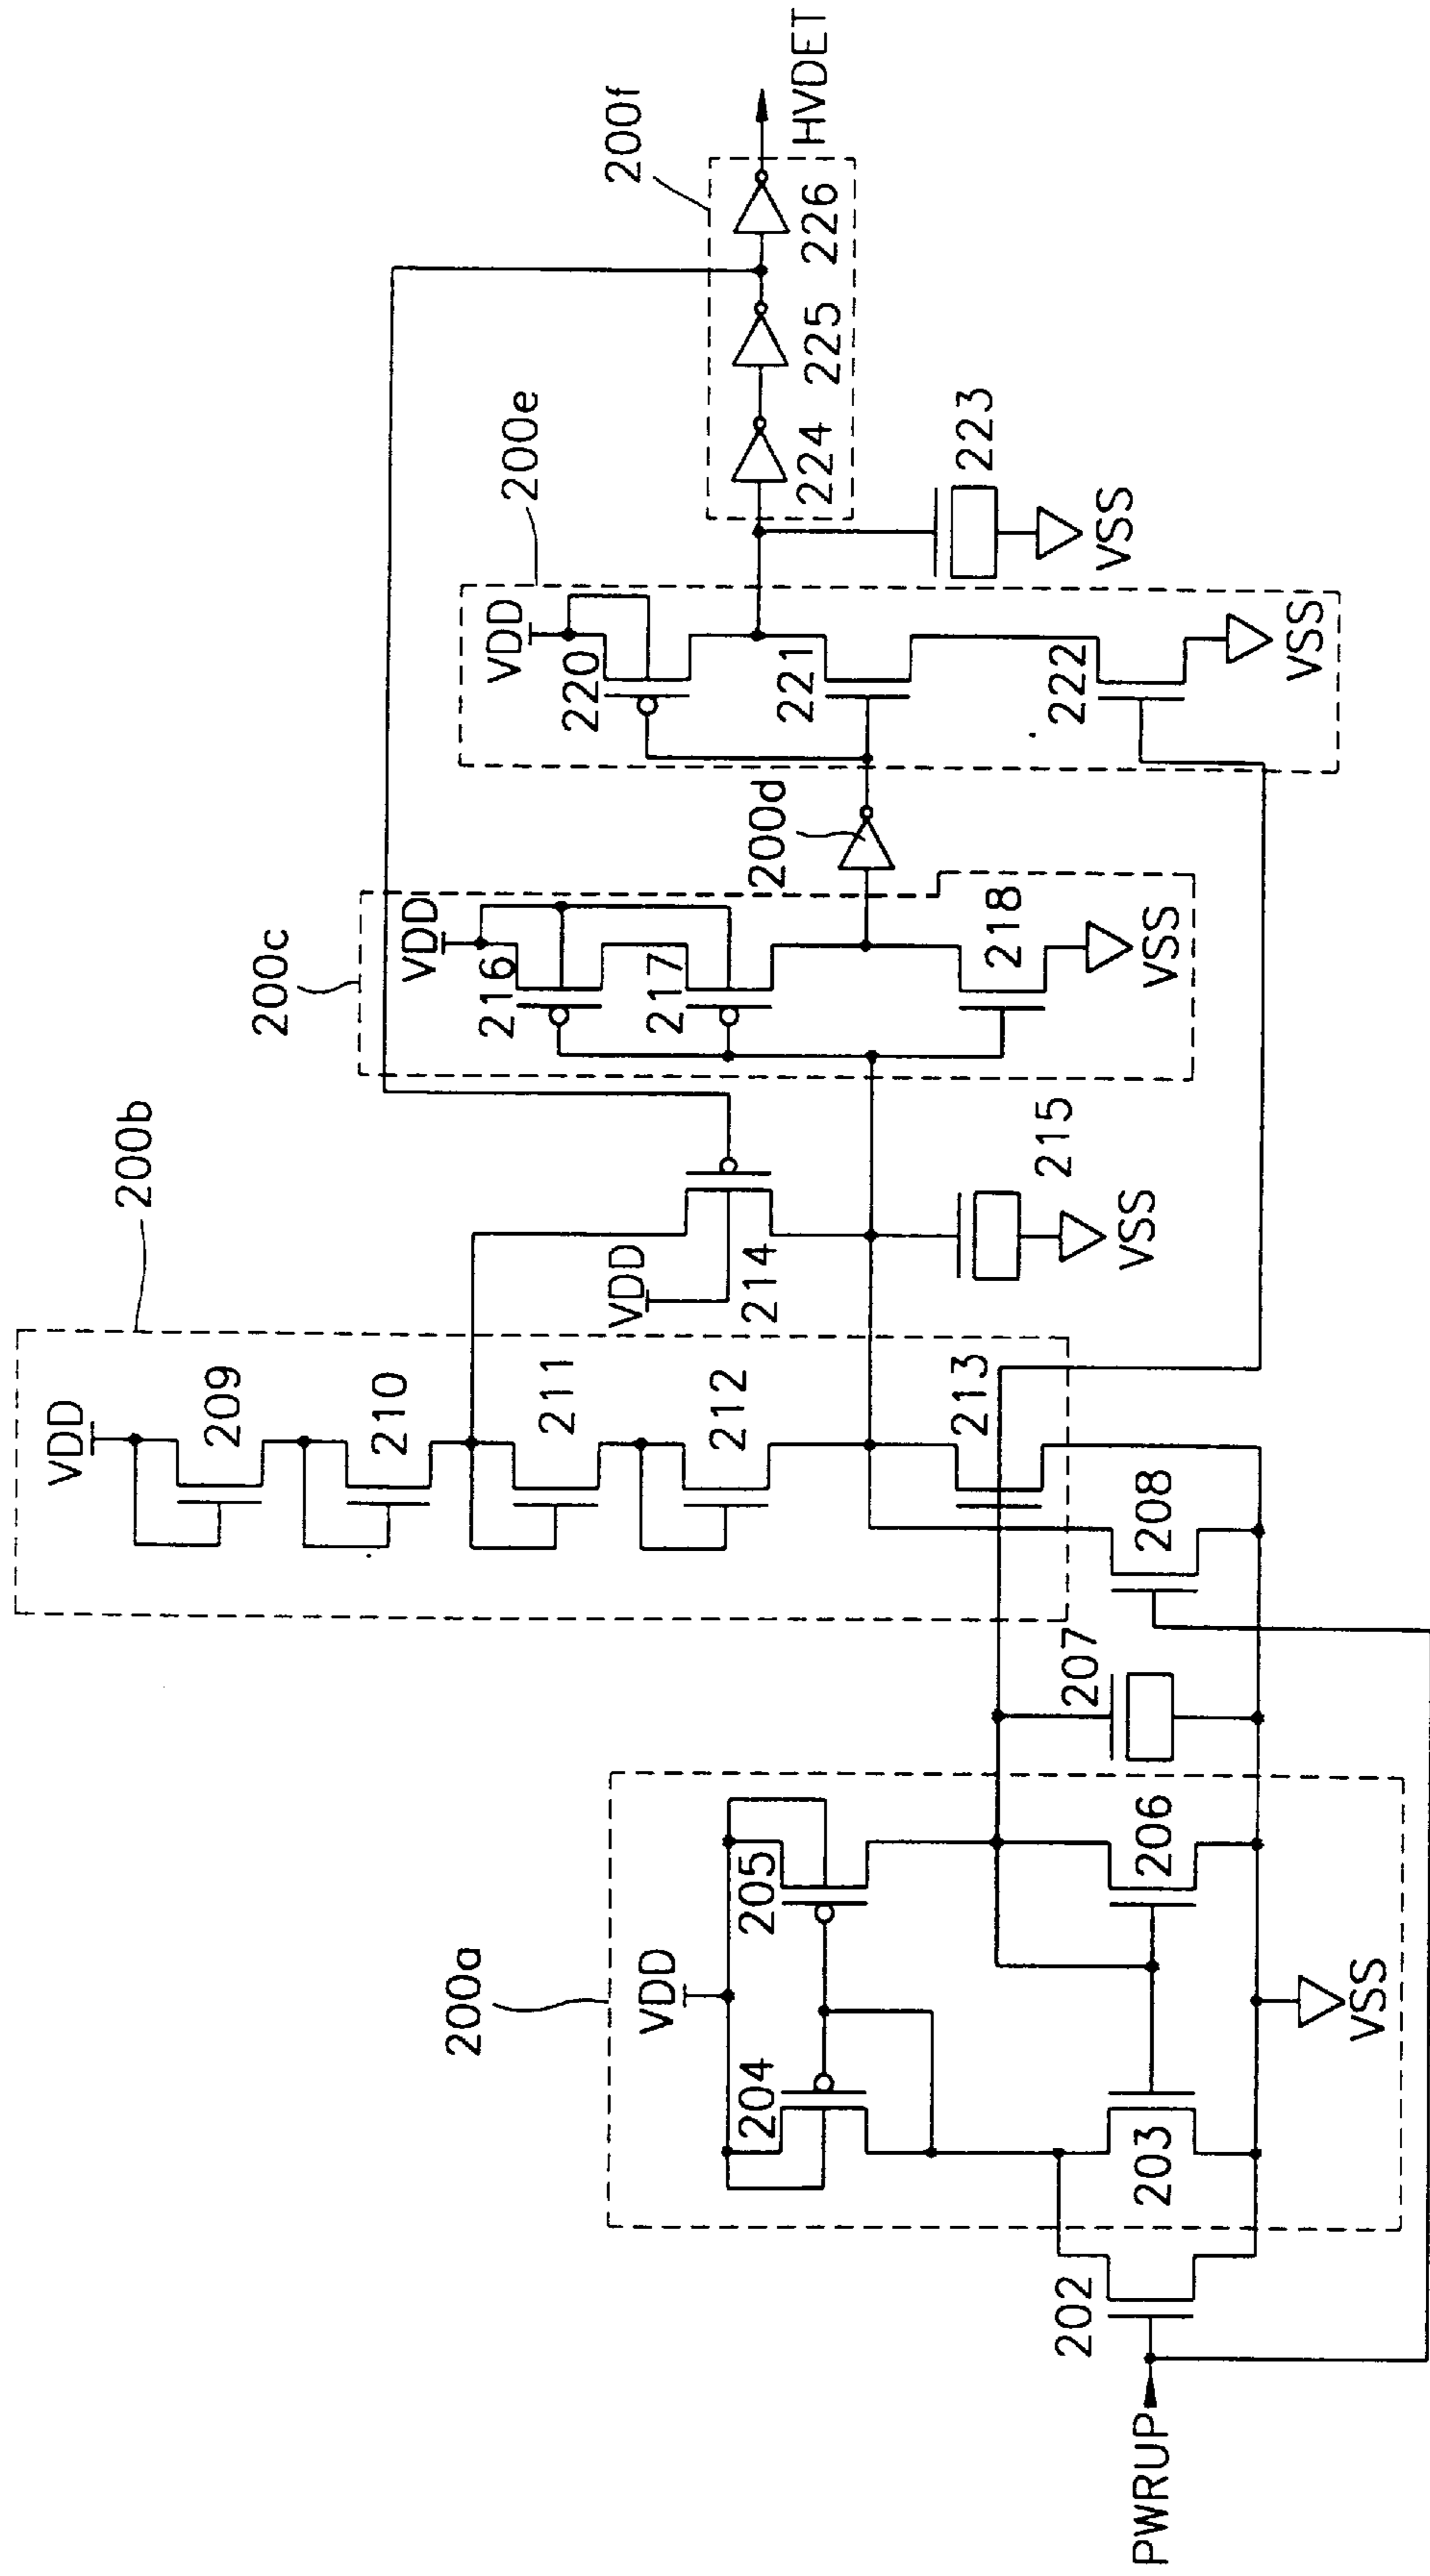 PWRUP
202
200a
VDD
204
205
203
206
VSS
207
208
200b
VDD
209
210
211
212
213
VDD
214
215
VSS
200c
VDD
216
217
218
VSS
200d
200e
VDD
220
221
222
VSS
223
VSS
200f
224
225
226
HVDET